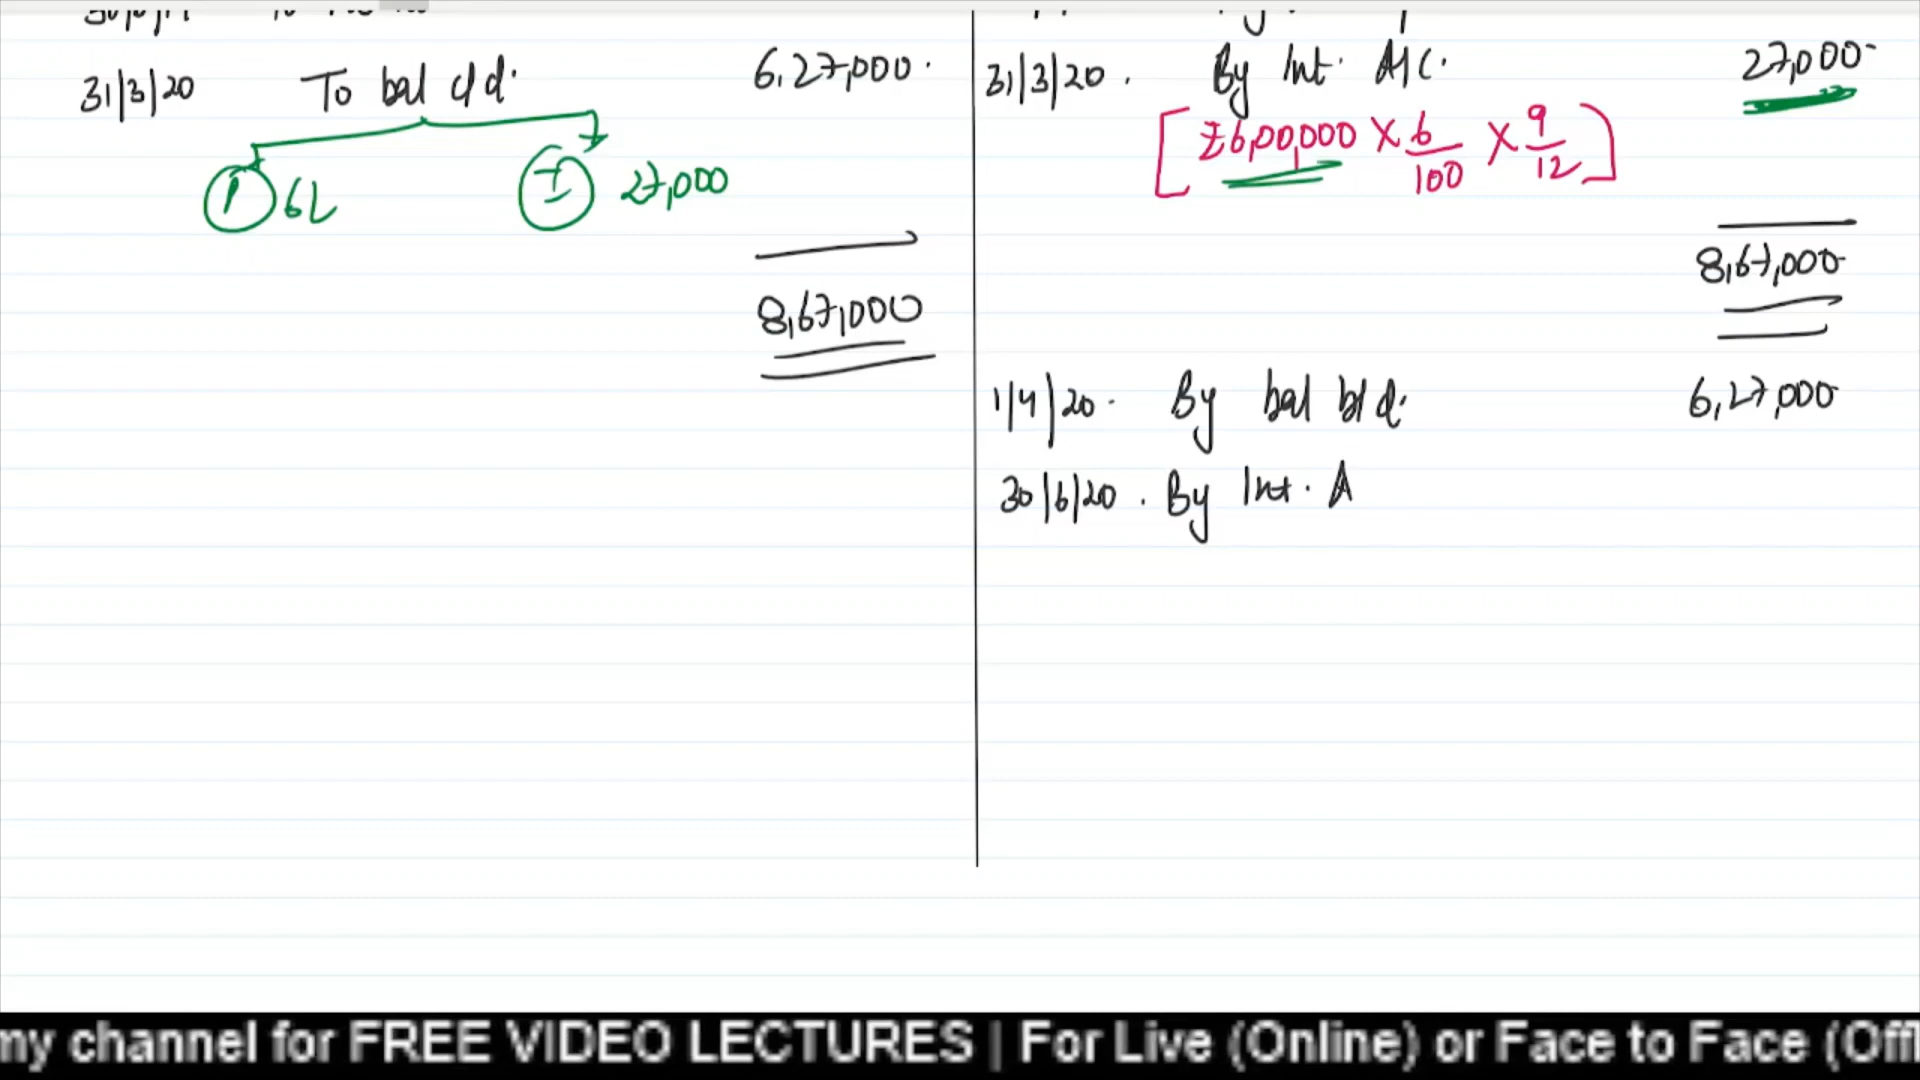 31/3/20 To bal c/d. 6,27,000.
P 6L I 27,000
8,67,000
31/3/20. By Int. A/c. 27,000
[₹6,00,000 X 6/100 X 9/12]
8,67,000
1/4/20. By bal b/d. 6,27,000
30/6/20. By Int. A
my channel for FREE VIDEO LECTURES | For Live (Online) or Face to Face (Offl